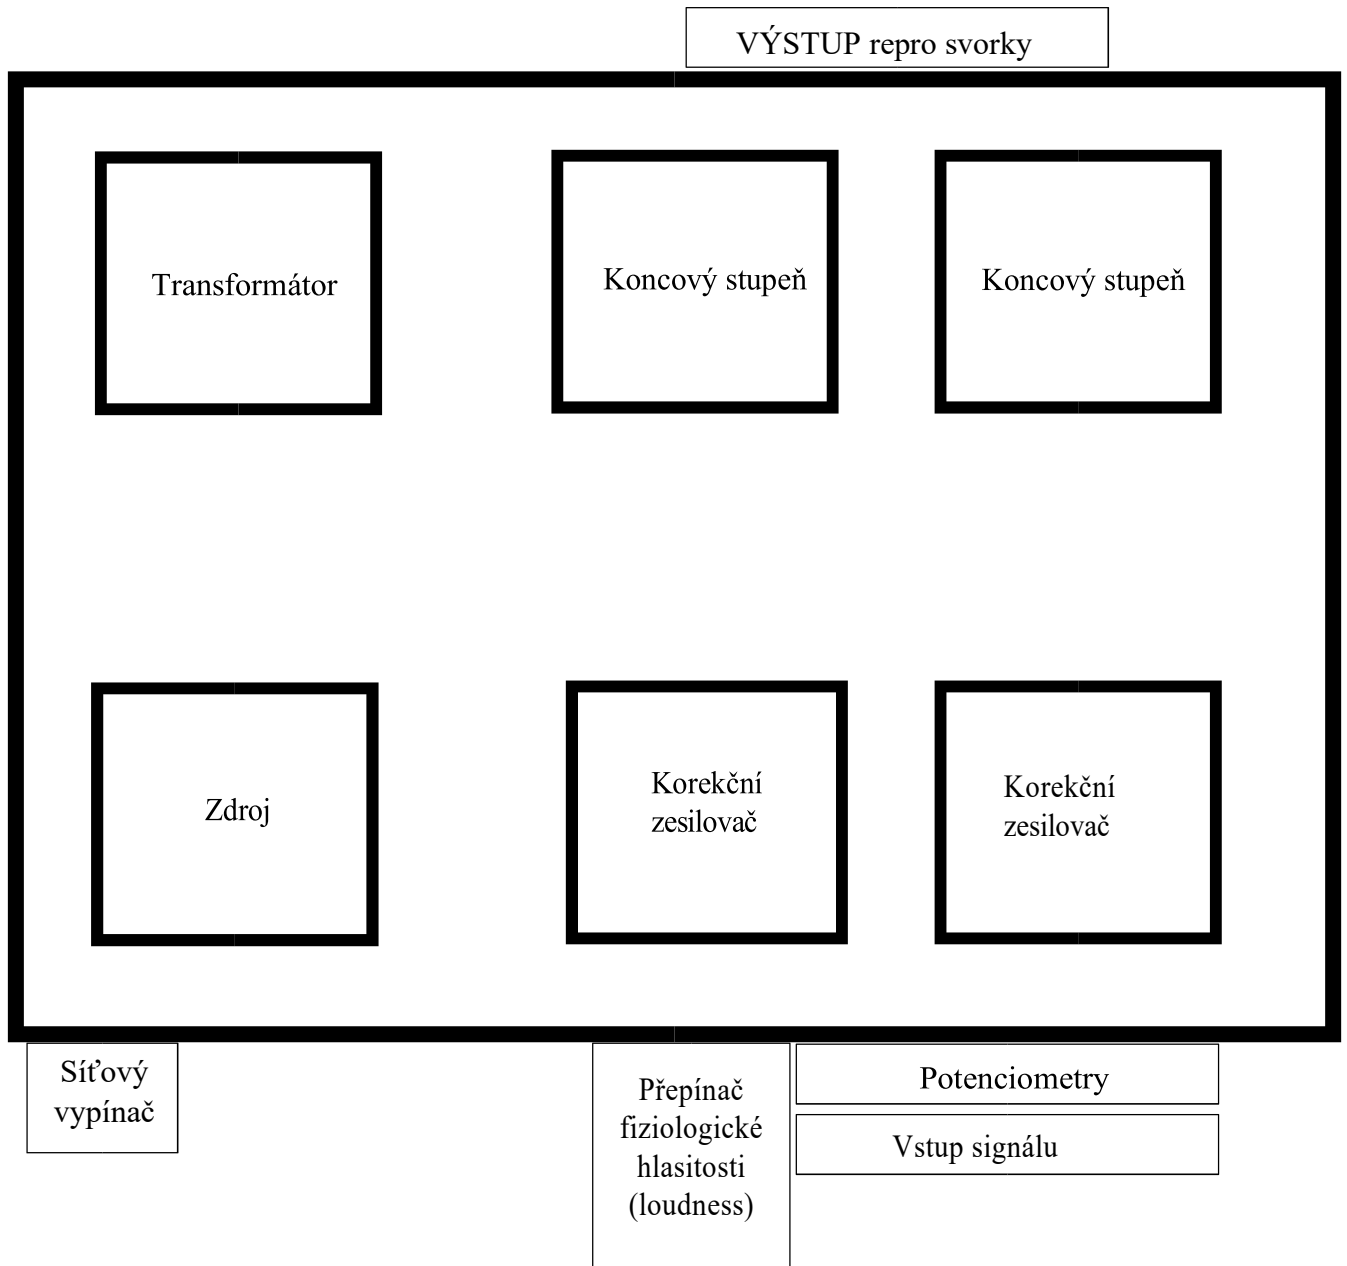 VÝSTUP repro svorky
Transformátor
Koncový stupeň
Koncový stupeň
Zdroj
Korekční
zesilovač
Korekční
zesilovač
Síťový
vypínač
Přepínač
fiziologické
hlasitosti
(loudness)
Potenciometry
Vstup signálu